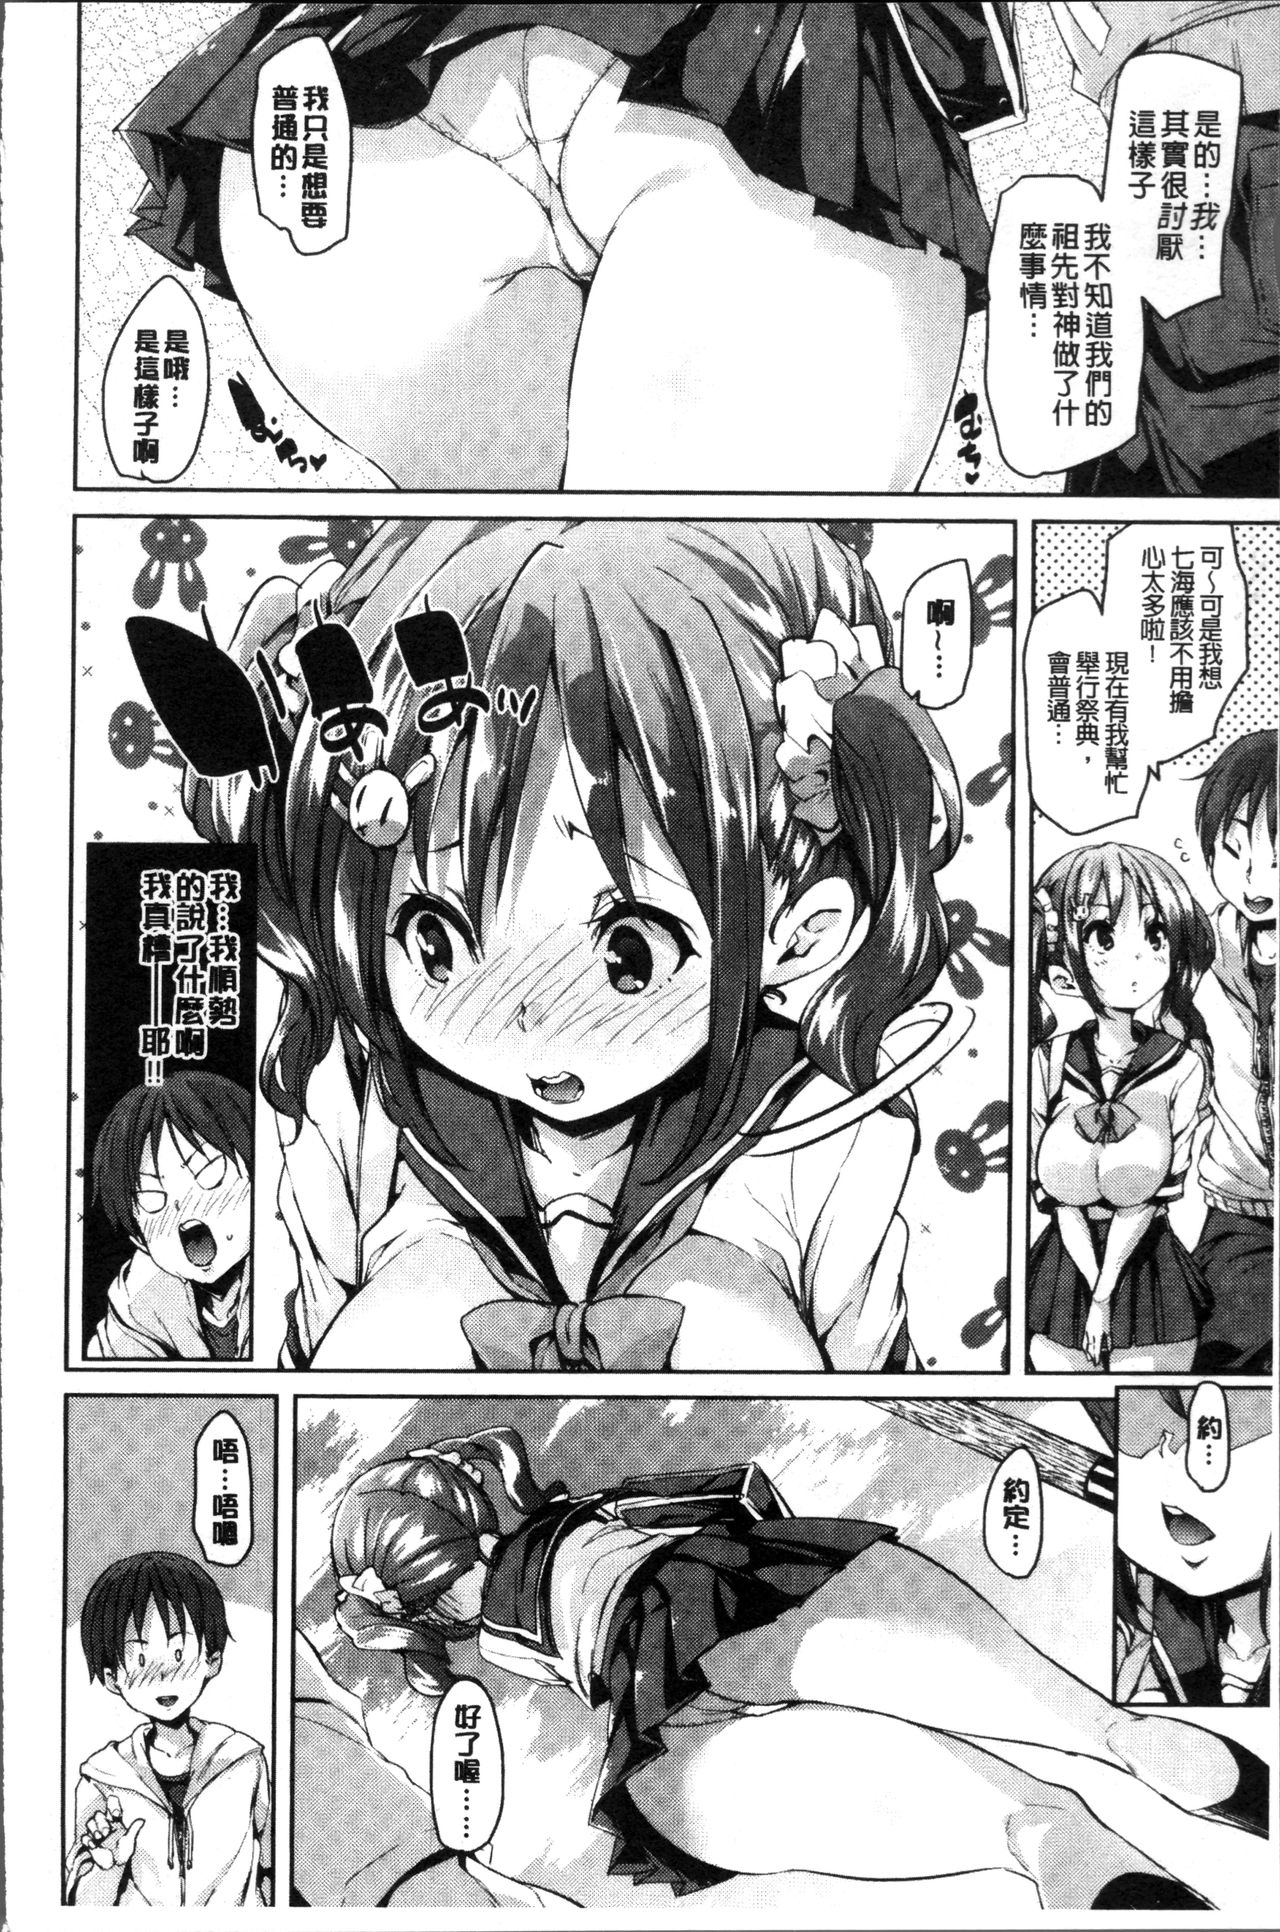 是的…我…
其實很討厭
這樣子
我不知道我們的
祖先對神做了什
麼事情…
我只是想要
普通的…
是哦…
是這樣子啊
むちっ♥
可～可是我想
七海應該不用擔
心太多啦！
現在有我幫忙
舉行祭典，
會普通…
啊～…
我…我順勢
的說了什麼啊
我真糟——耶!!
約…
約定…
好了喔……
唔…唔嗯